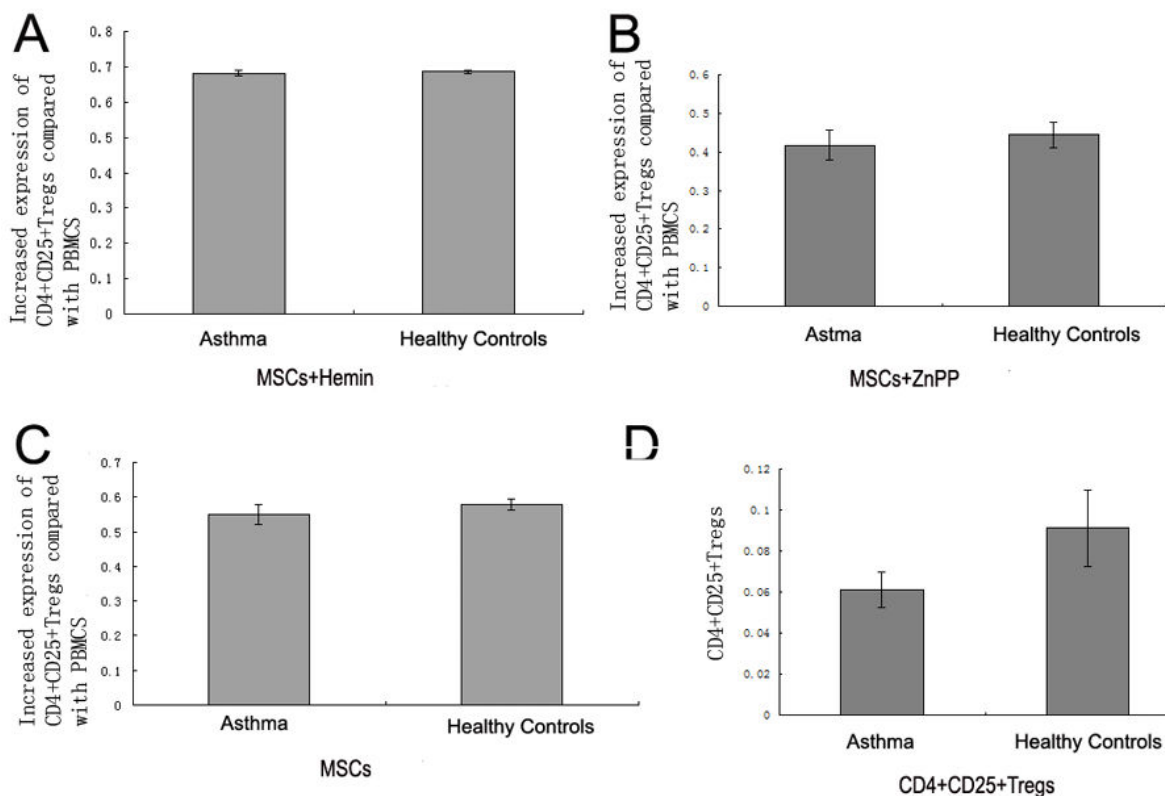 A
Increased expression of
CD4+CD25+Tregs compared
with PBMCS
0.8
0.7
0.6
0.5
0.4
0.3
0.2
0.1
0
Asthma Healthy Controls
MSCs+Hemin
B
Increased expression of
CD4+CD25+Tregs compared
with PBMCS
0.6
0.5
0.4
0.3
0.2
0.1
0
Astma Healthy Controls
MSCs+ZnPP
C
Increased expression of
CD4+CD25+Tregs compared
with PBMCS
0.7
0.6
0.5
0.4
0.3
0.2
0.1
0
Asthma Healthy Controls
MSCs
D
CD4+CD25+Tregs
0.12
0.1
0.08
0.06
0.04
0.02
0
Asthma Healthy Controls
CD4+CD25+Tregs